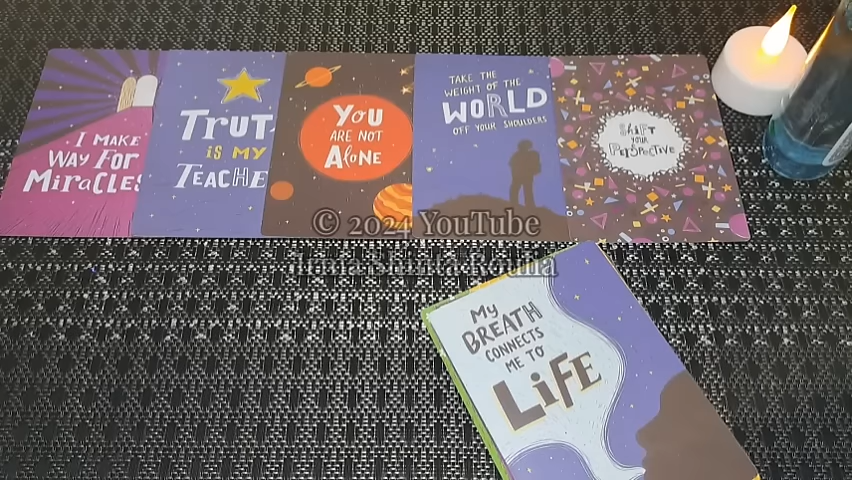 I MAKE
WAY FOR
MIRACLES
TRUT
IS MY
TEACHE
YOU
ARE NOT
ALONE
TAKE THE
WEIGHT OF THE
WORLD
OFF YOUR SHOULDERS
SHIFT
YOUR
PERSPECTIVE
© 2024 YouTube
MY
BREATH
CONNECTS
ME TO
LIFE